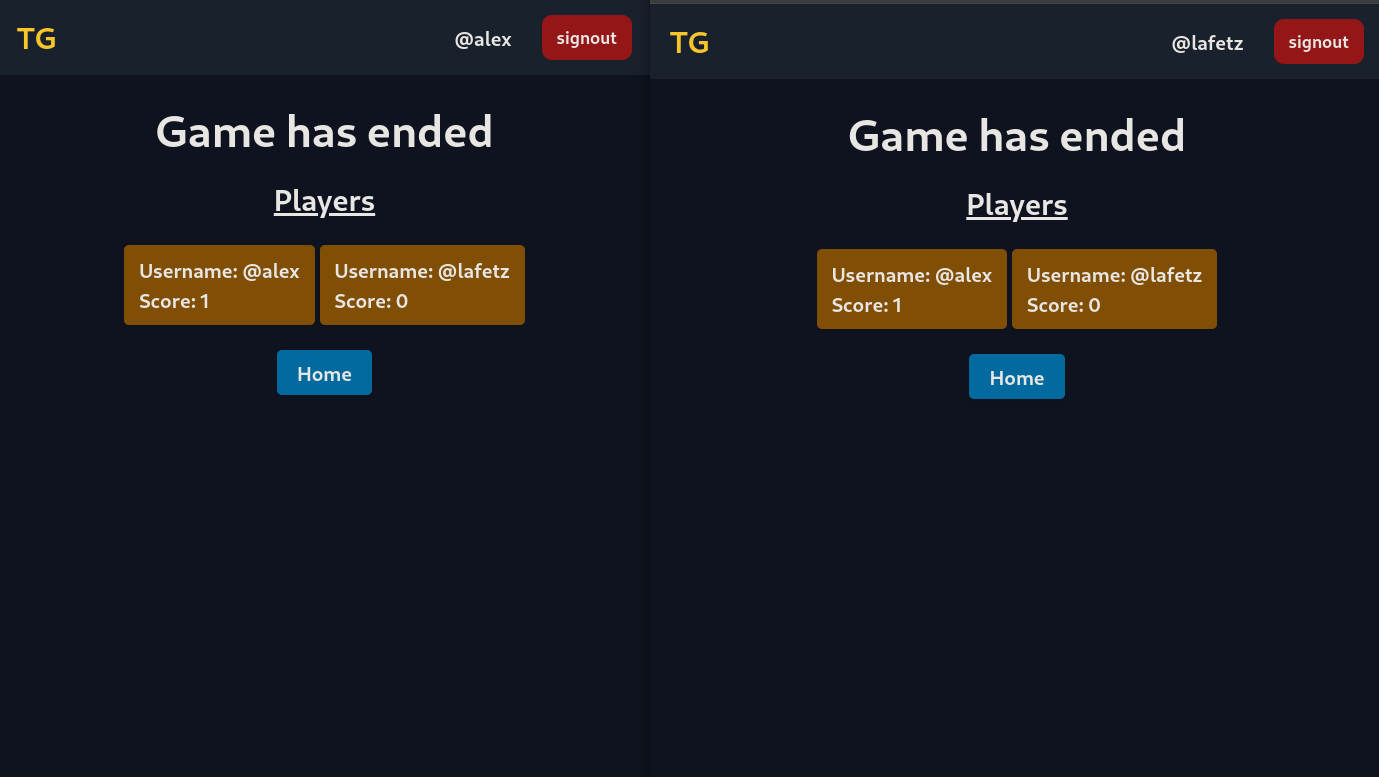 TG
@alex
signout
Game has ended
Players
Username: @alex
Score: 1
Username: @lafetz
Score: 0
Home
TG
@lafetz
signout
Game has ended
Players
Username: @alex
Score: 1
Username: @lafetz
Score: 0
Home